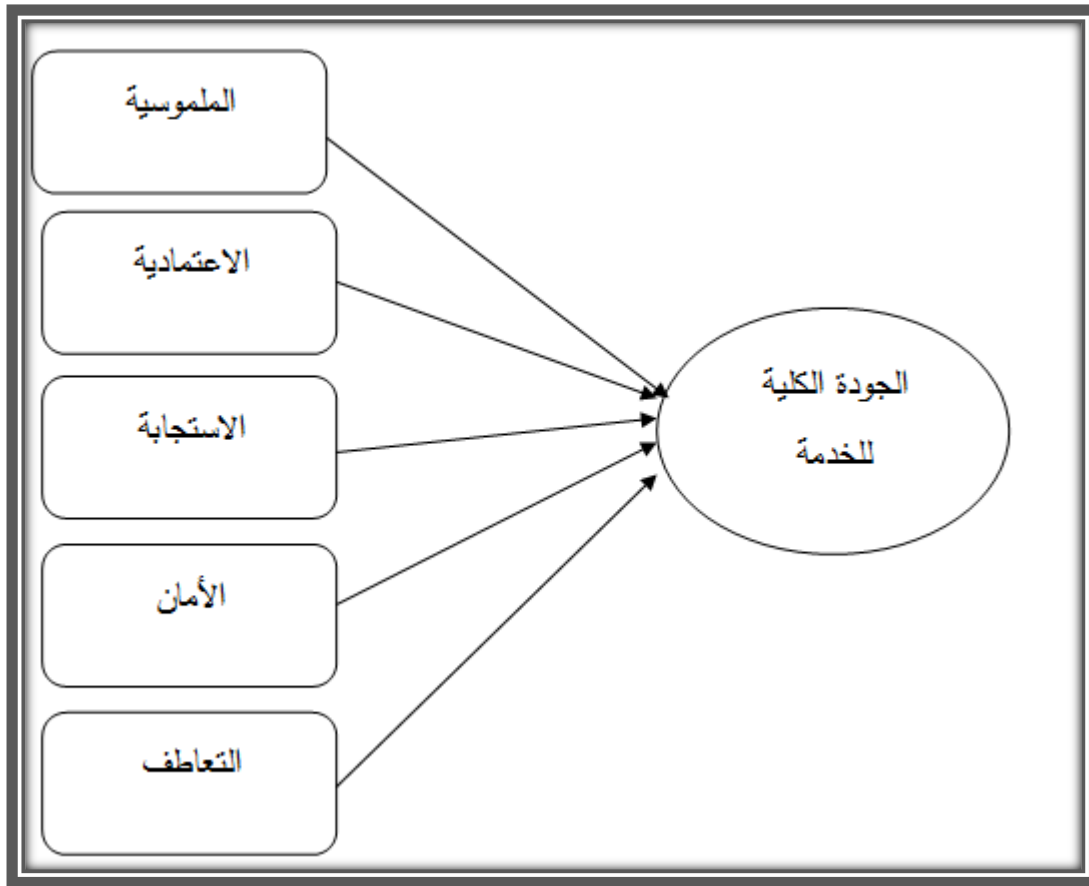 الملموسية
الاعتمادية
الاستجابة
الأمان
التعاطف
الجودة الكلية
للخدمة